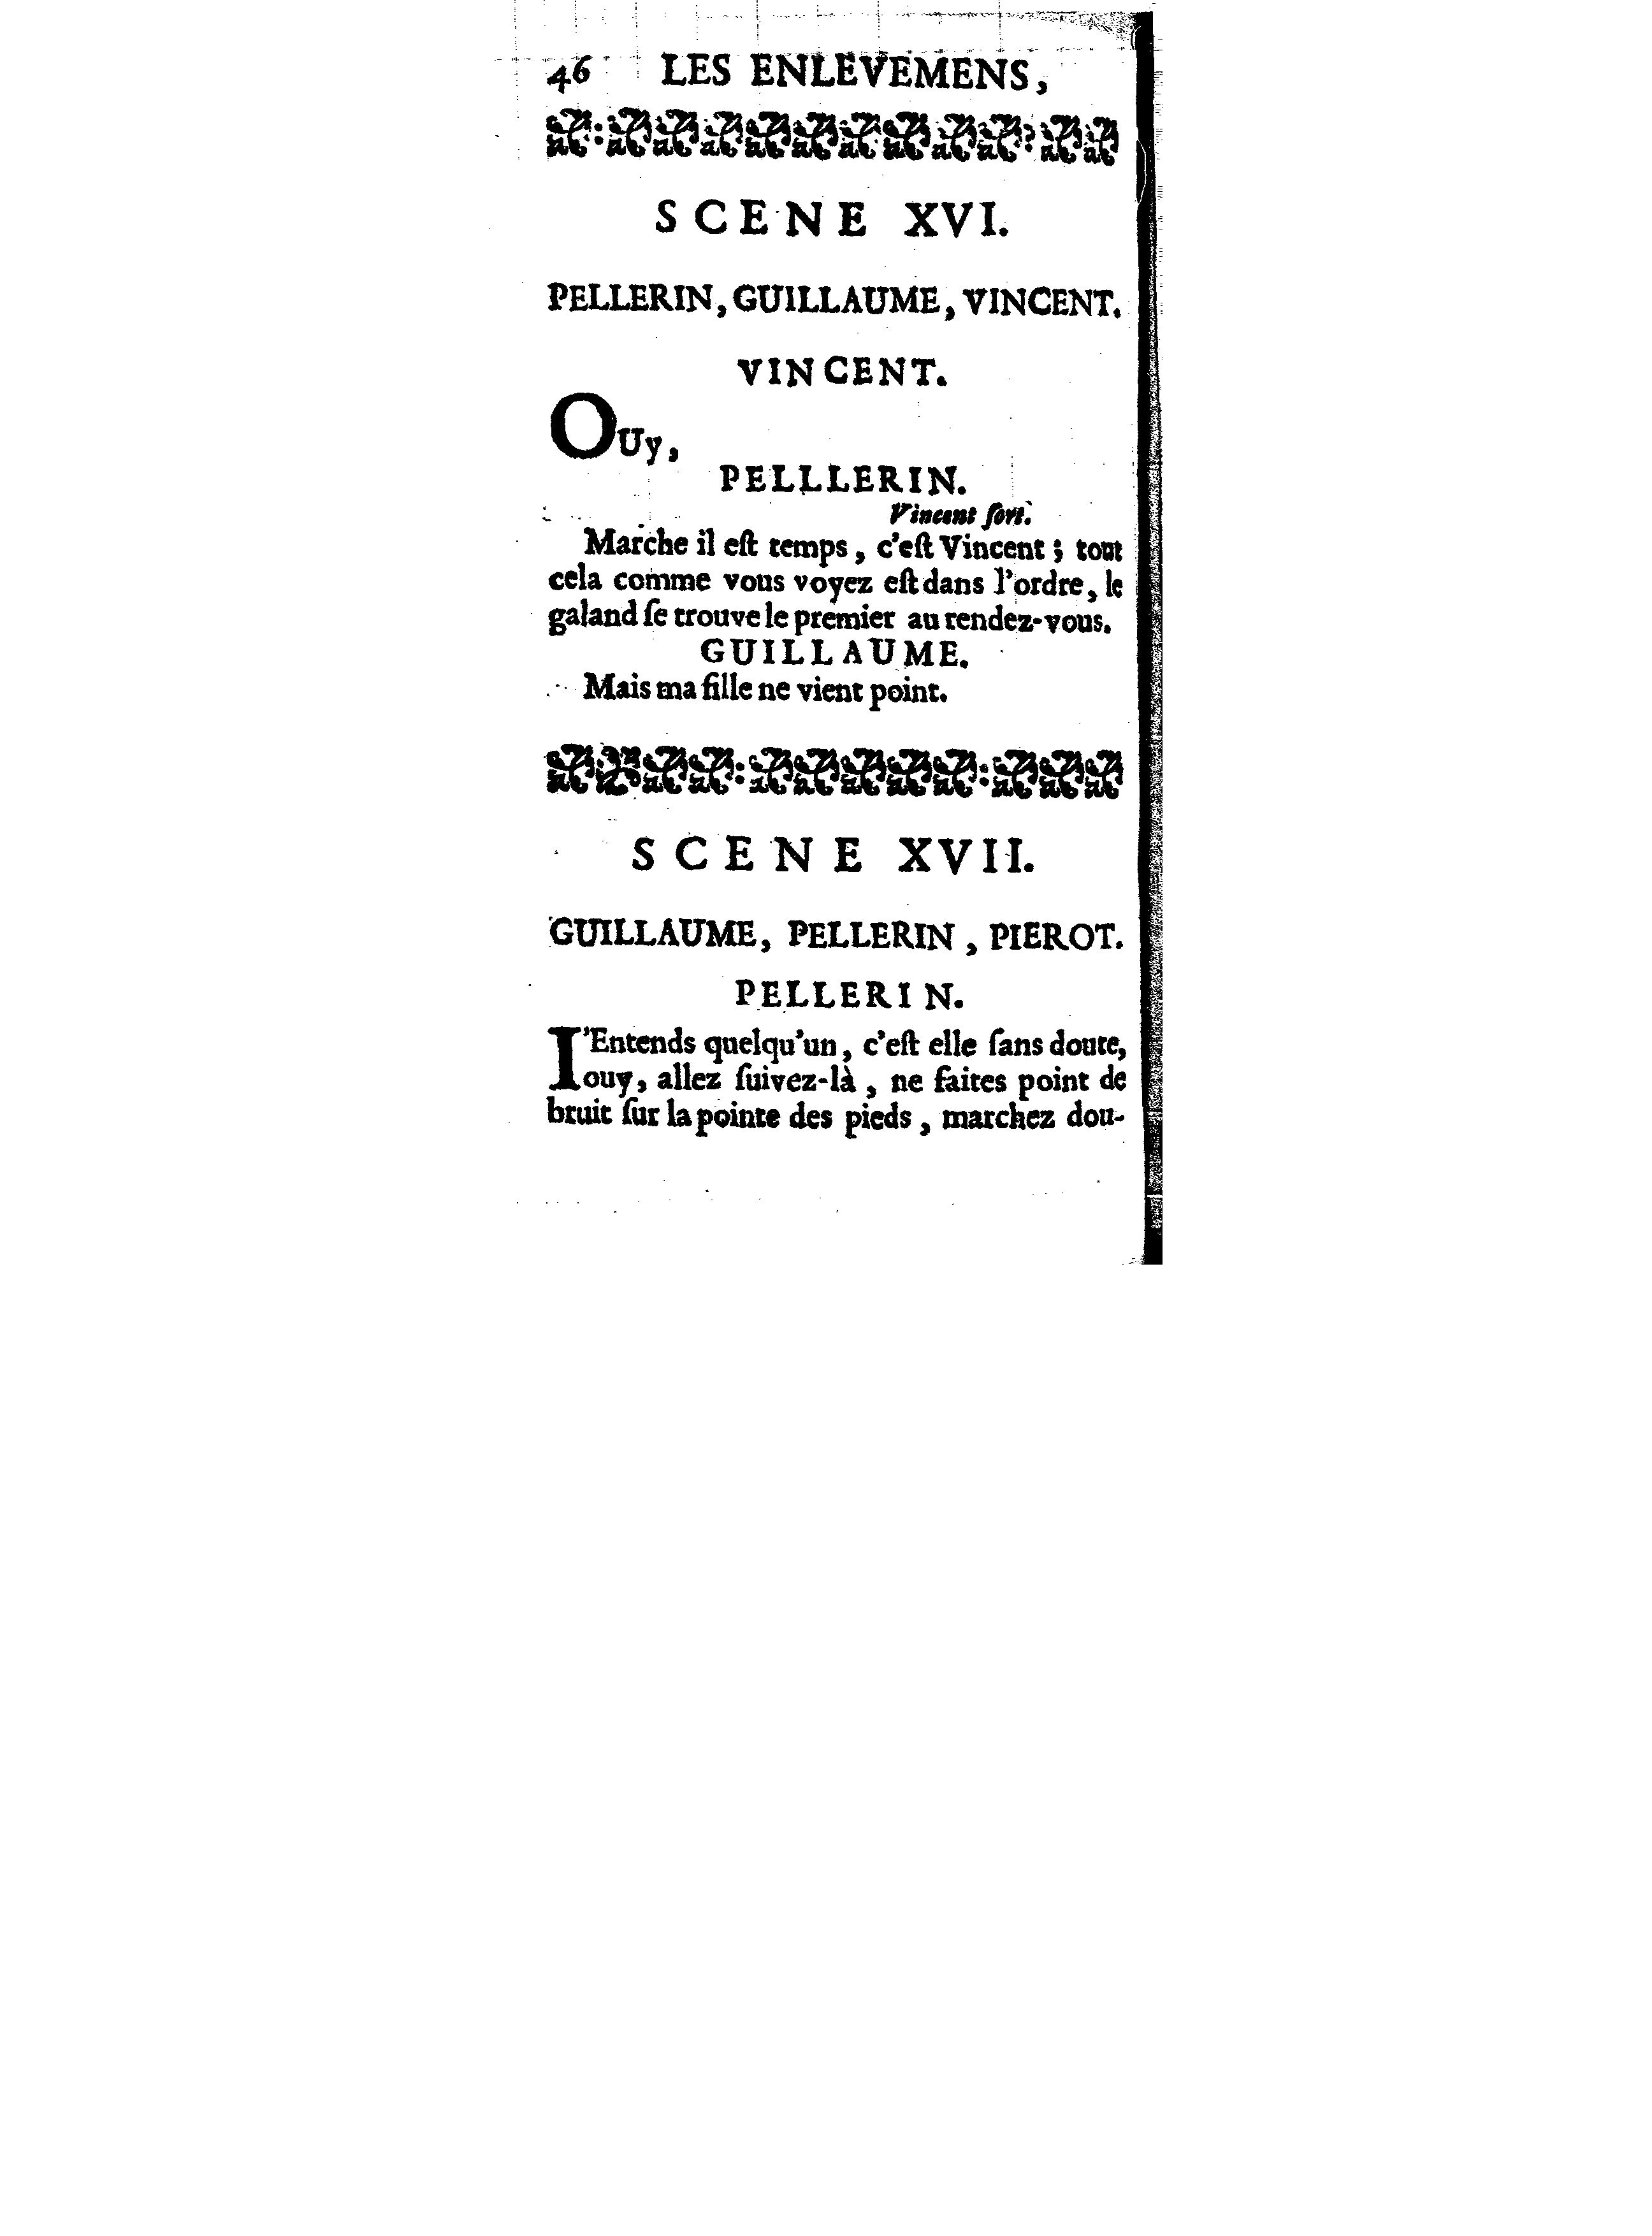 46 LES ENLEVEMENS,
SCENE XVI.
PELLERIN, GUILLAUME, VINCENT.
VINCENT.
OUy,
PELLLERIN.
Vincent ſort.
Marche il eſt temps, c'eſt Vincent ; tout
cela comme vous voyez eſt dans l'ordre, le
galand ſe trouve le premier au rendez-vous.
GUILLAUME.
Mais ma fille ne vient point.
SCENE XVII.
GUILLAUME, PELLERIN, PIEROT.
PELLERIN.
I'Entends quelqu'un, c'eſt elle ſans doute,
ouy, allez ſuivez-là, ne faites point de
bruit ſur la pointe des pieds, marchez dou-